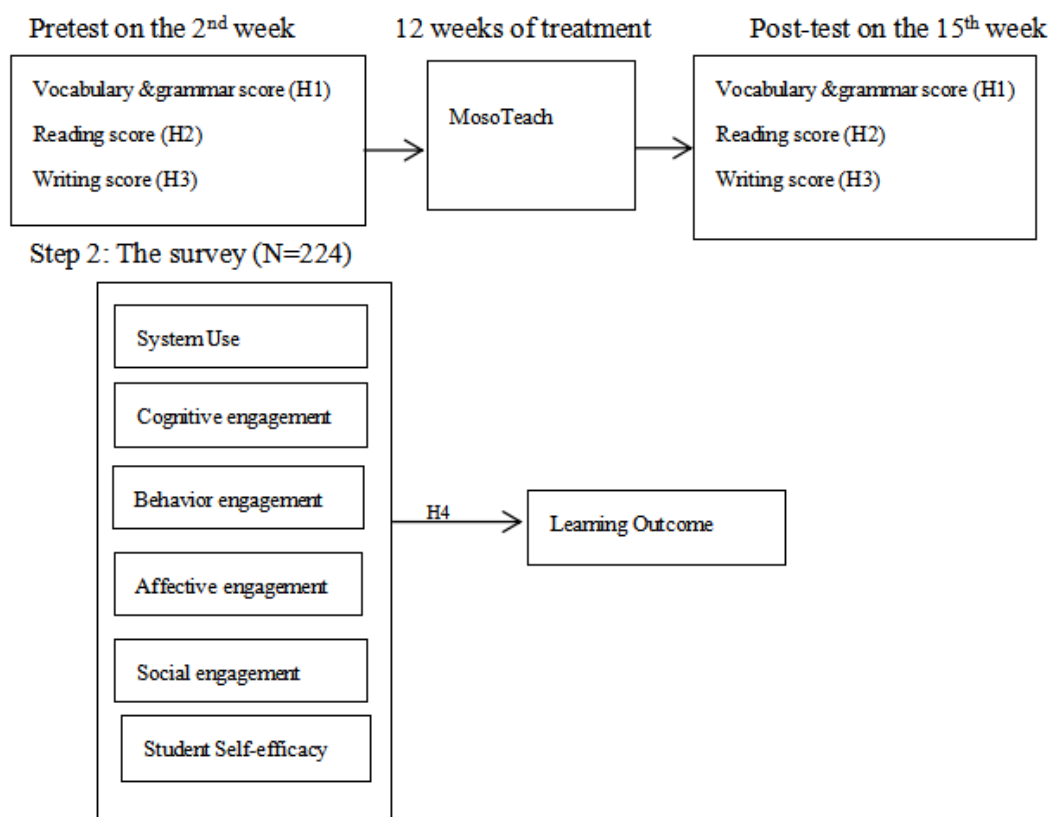 Pretest on the 2nd week
12 weeks of treatment
Post-test on the 15th week
Vocabulary &grammar score (H1)
Reading score (H2)
Writing score (H3)
MosoTeach
Vocabulary &grammar score (H1)
Reading score (H2)
Writing score (H3)
Step 2: The survey (N=224)
System Use
Cognitive engagement
Behavior engagement
Affective engagement
Social engagement
Student Self-efficacy
H4
Learning Outcome